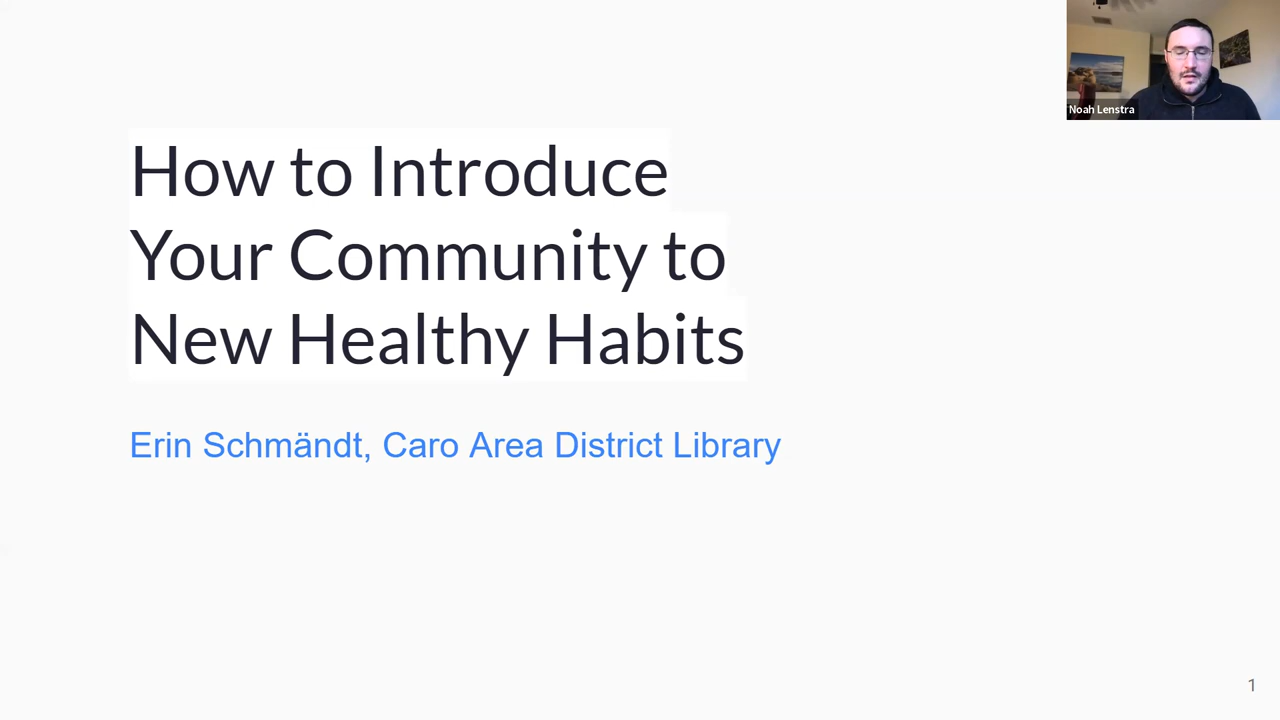 How to Introduce
Your Community to
New Healthy Habits
Erin Schmändt, Caro Area District Library
Noah Lenstra
1